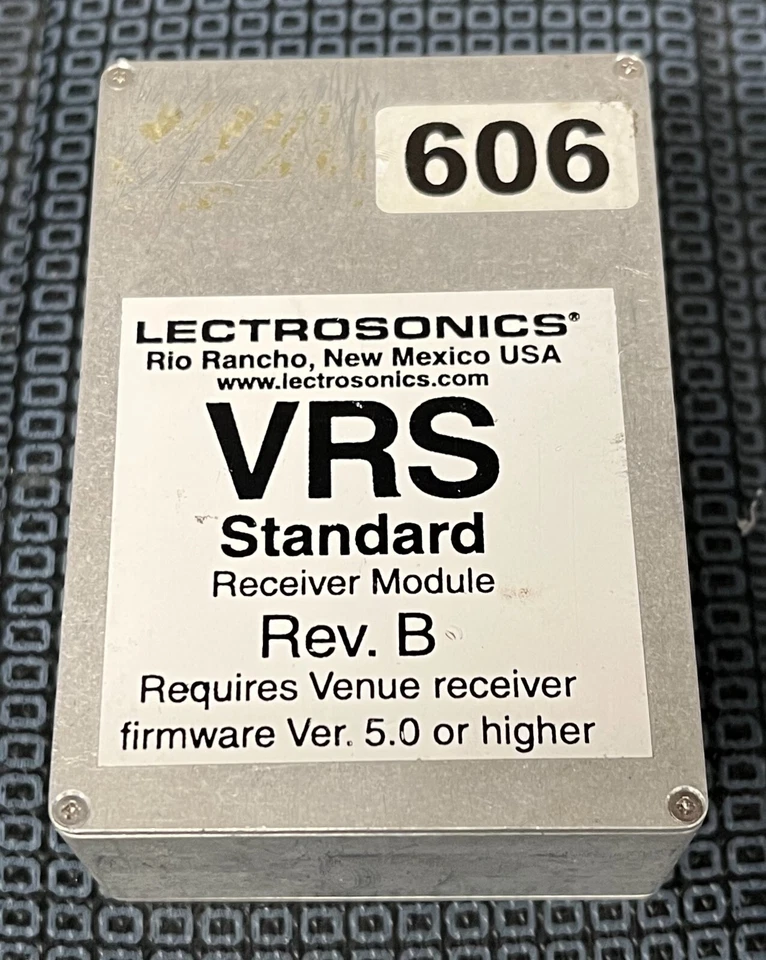 606
LECTROSONICS®
Rio Rancho, New Mexico USA
www.lectrosonics.com
VRS
Standard
Receiver Module
Rev. B
Requires Venue receiver
firmware Ver. 5.0 or higher